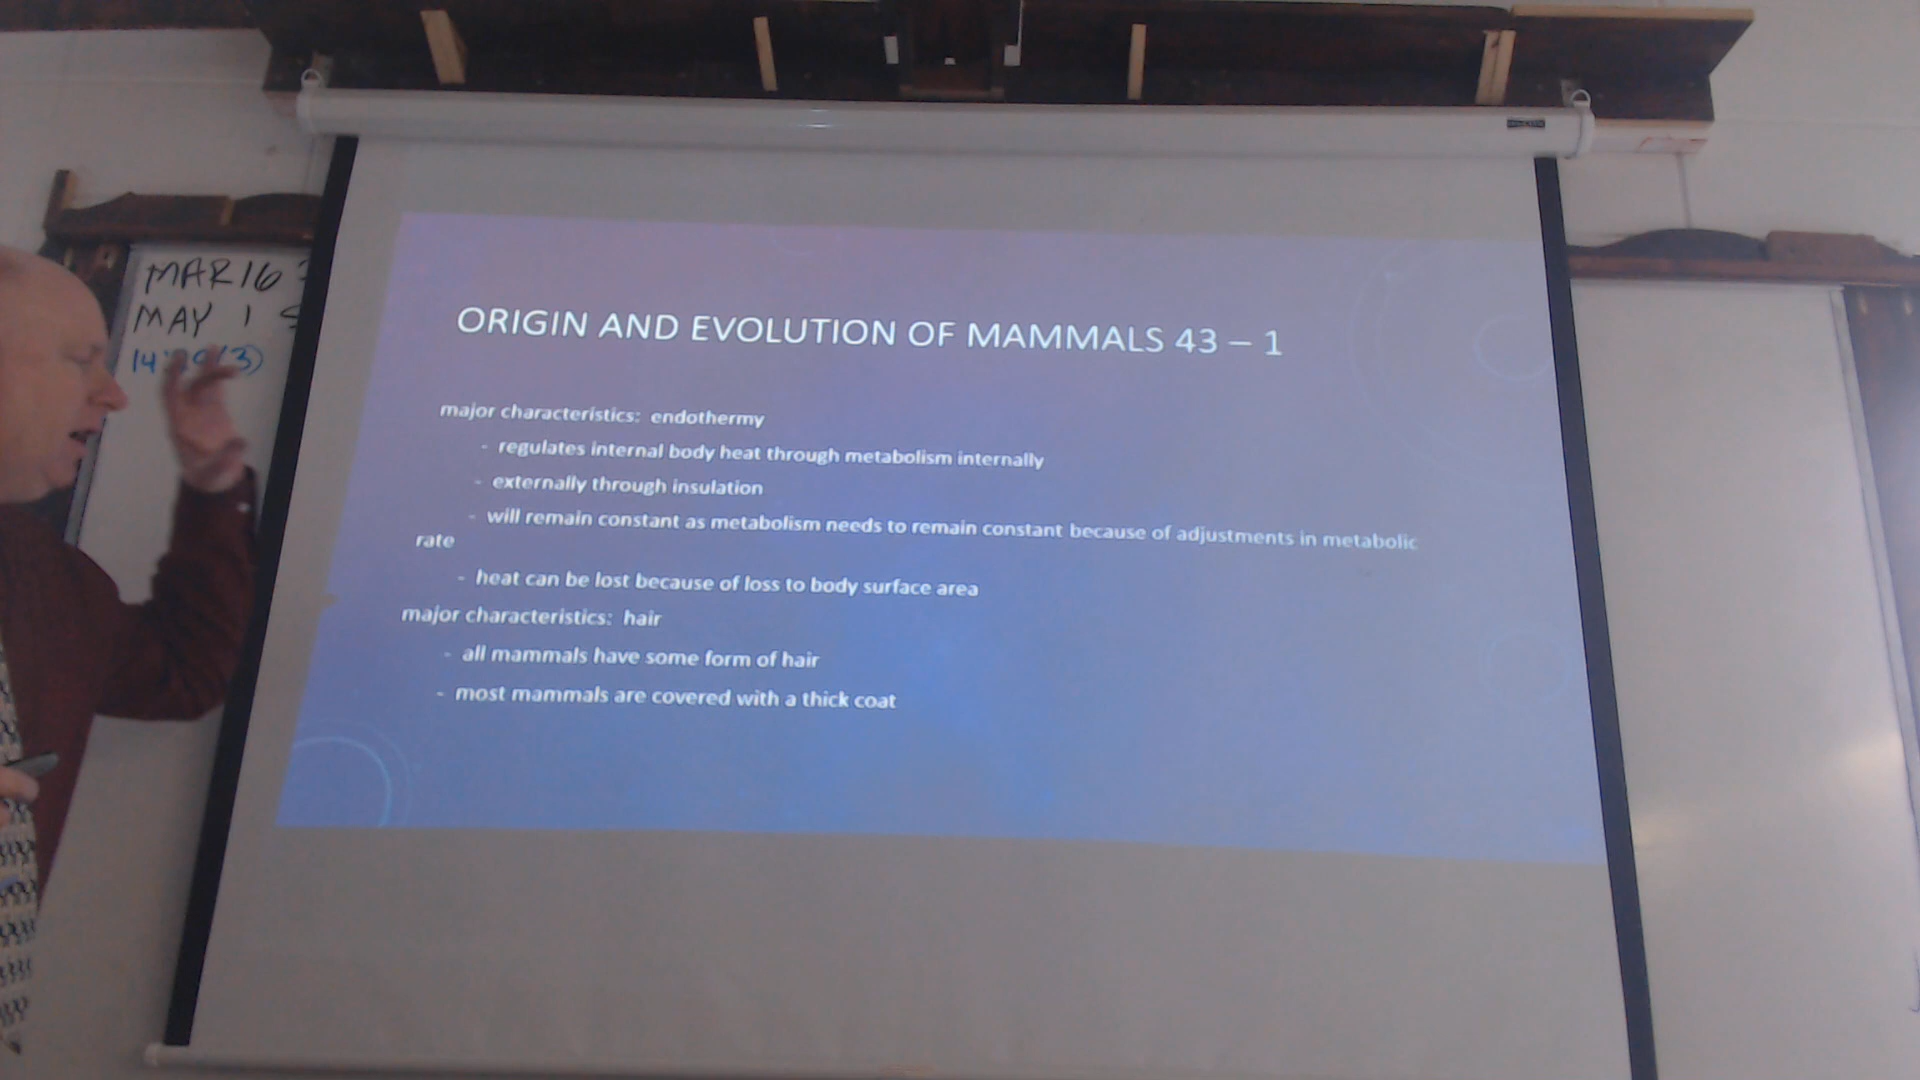 MAR 16
MAY 1
ORIGIN AND EVOLUTION OF MAMMALS 43 – 1
major characteristics: endothermy
- regulates internal body heat through metabolism internally
- externally through insulation
- will remain constant as metabolism needs to remain constant because of adjustments in metabolic
rate
- heat can be lost because of loss to body surface area
major characteristics: hair
- all mammals have some form of hair
- most mammals are covered with a thick coat